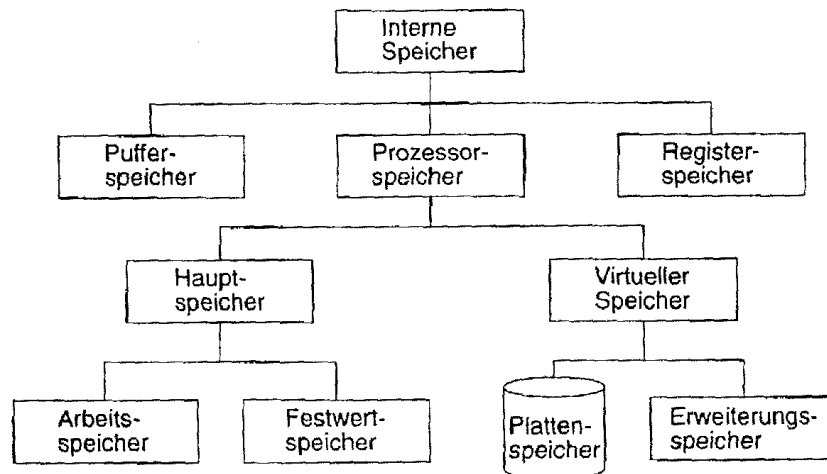 Interne
Speicher
Puffer-
speicher
Prozessor-
speicher
Register-
speicher
Haupt-
speicher
Virtueller
Speicher
Arbeits-
speicher
Festwert-
speicher
Platten-
speicher
Erweiterungs-
speicher